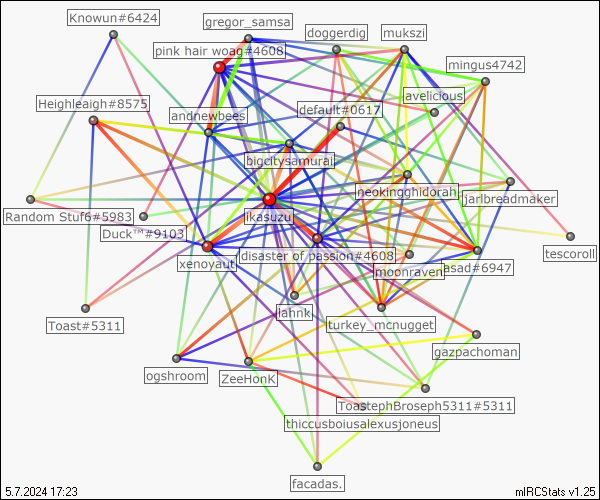 Knowun#6424
gregor_samsa
doggerdig
mukszi
pink hair woag#4608
mingus4742
Heighleaigh#8575
avelicious
andnewbees
default#0617
bigcitysamurai
neokinghidorah
jarlbreadmaker
Random Stuf6#5983
ikasuzu
Duck™#9103
tescoroll
xenoyaut
disaster of passion#4608
moonraven
asad#6947
lahnk
Toast#5311
turkey_mcnugget
gazpachoman
ogshroom
ZeeHonK
ToastephBroseph5311#5311
thiccusboiusalexusjoneus
facadas.
5.7.2024 17:23
mIRCStats v1.25